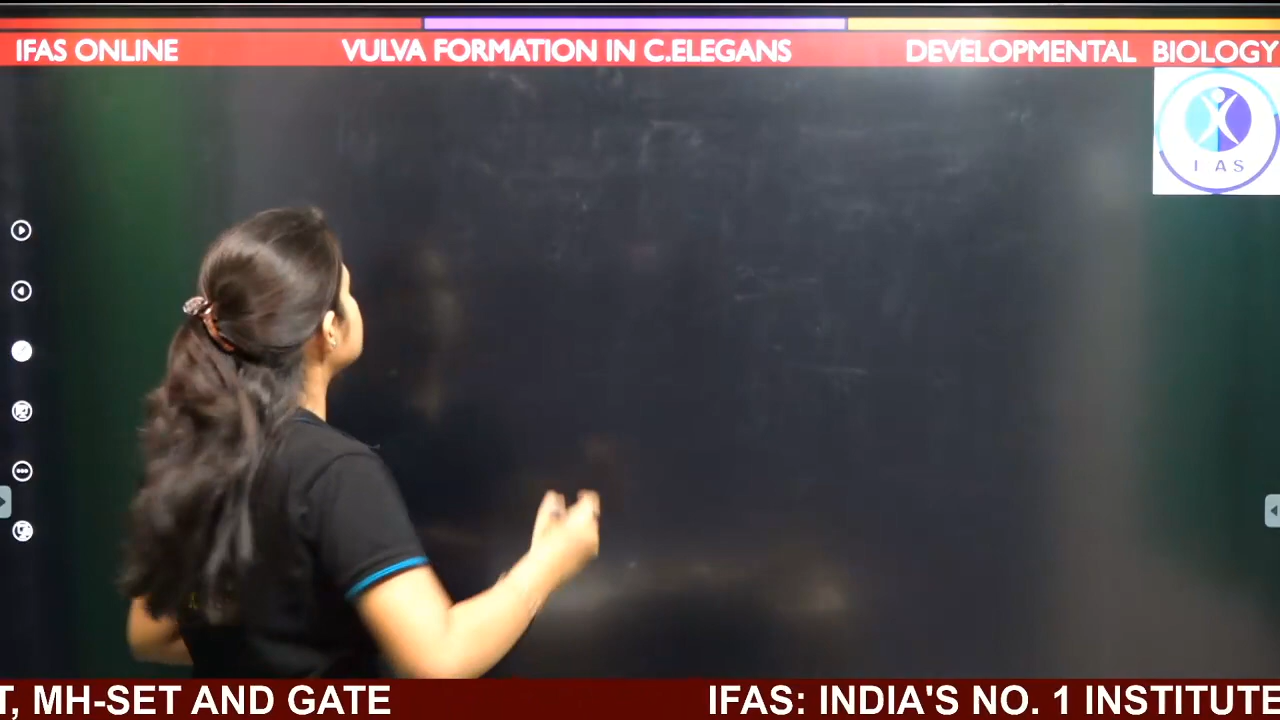 IFAS ONLINE
VULVA FORMATION IN C.ELEGANS
DEVELOPMENTAL BIOLOGY
I AS
T, MH-SET AND GATE
IFAS: INDIA'S NO. 1 INSTITUTE